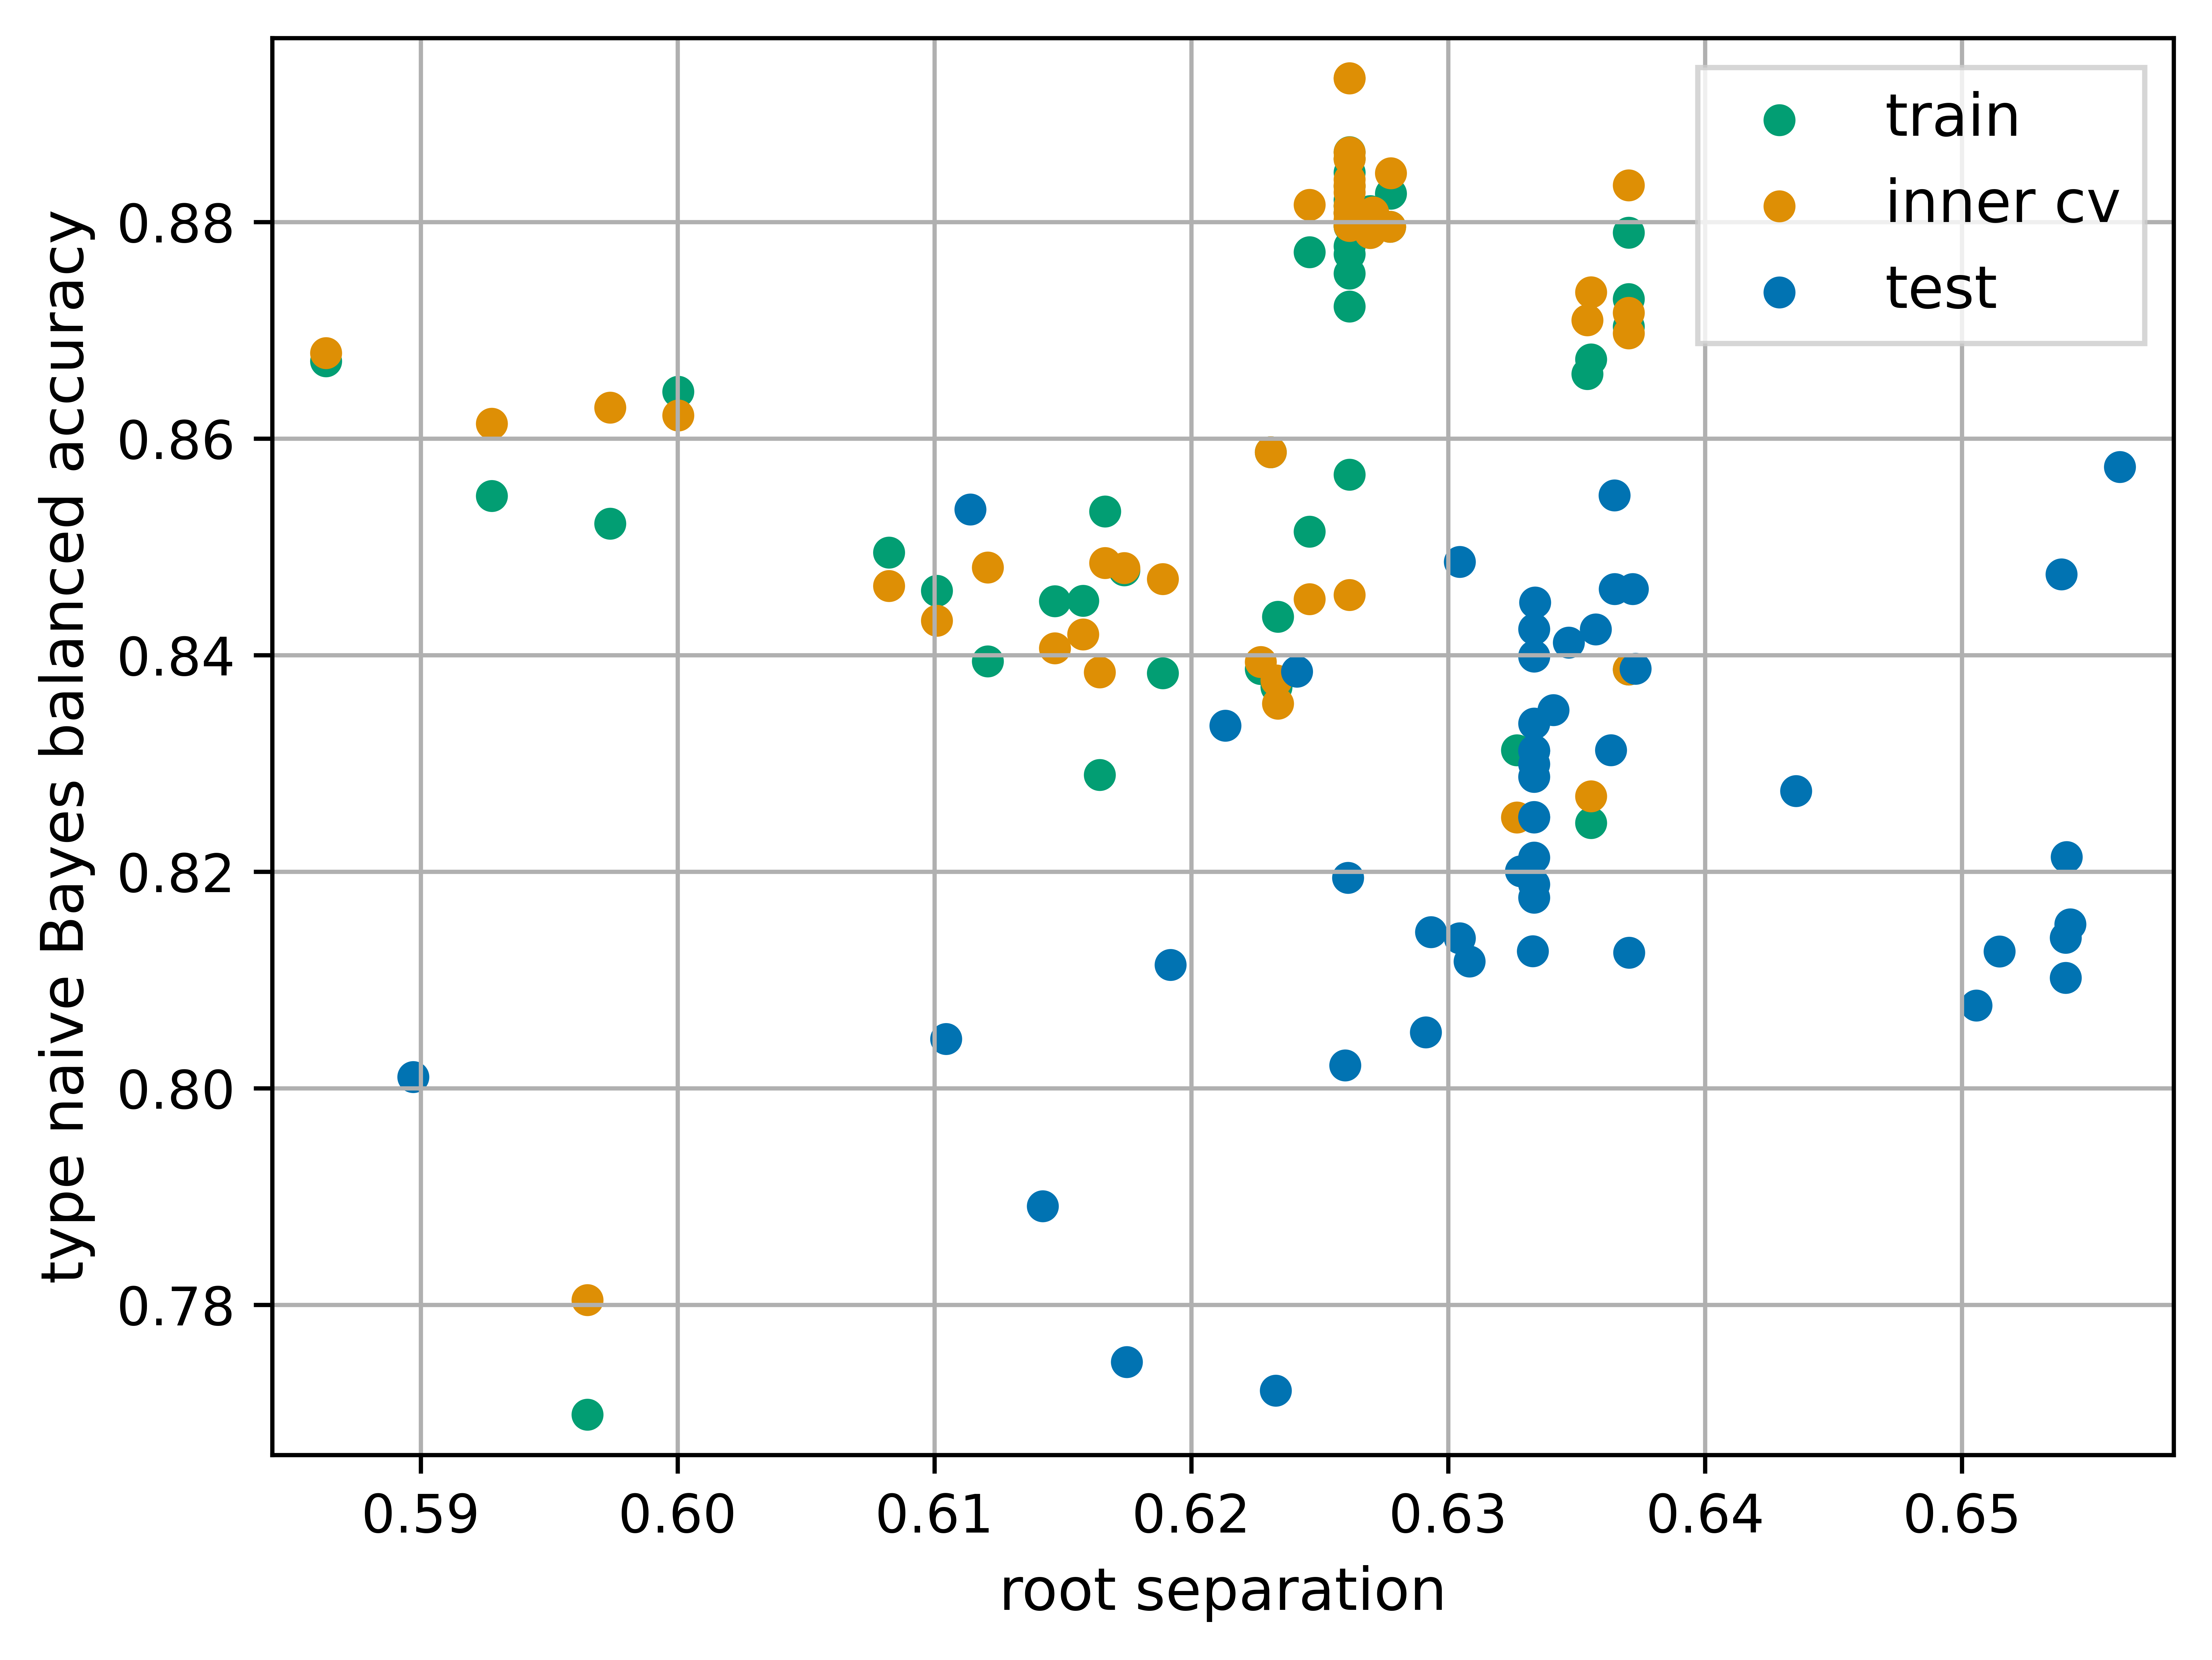 train
inner cv
test
type naive Bayes balanced accuracy
0.88
0.86
0.84
0.82
0.80
0.78
0.59 0.60 0.61 0.62 0.63 0.64 0.65
root separation